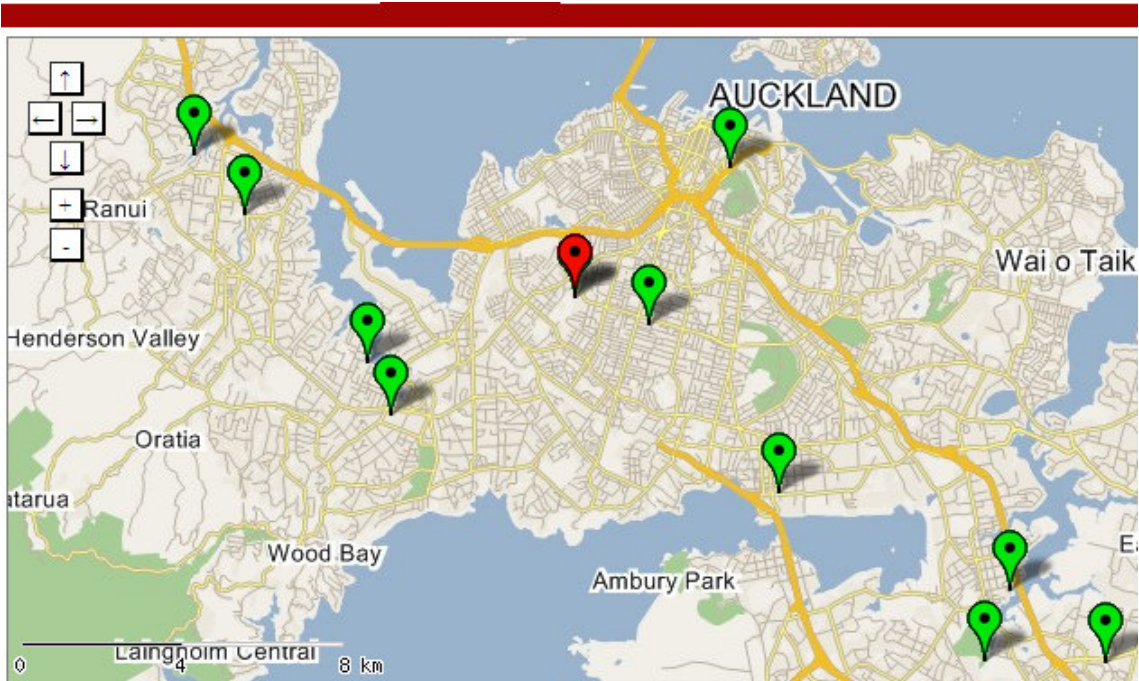 ↑
AUCKLAND
← →
↓
+
Ranui
-
Wai o Taik
Henderson Valley
Oratia
atarua
Wood Bay
Ea
Ambury Park
Laingholm Central
0 4 8 km